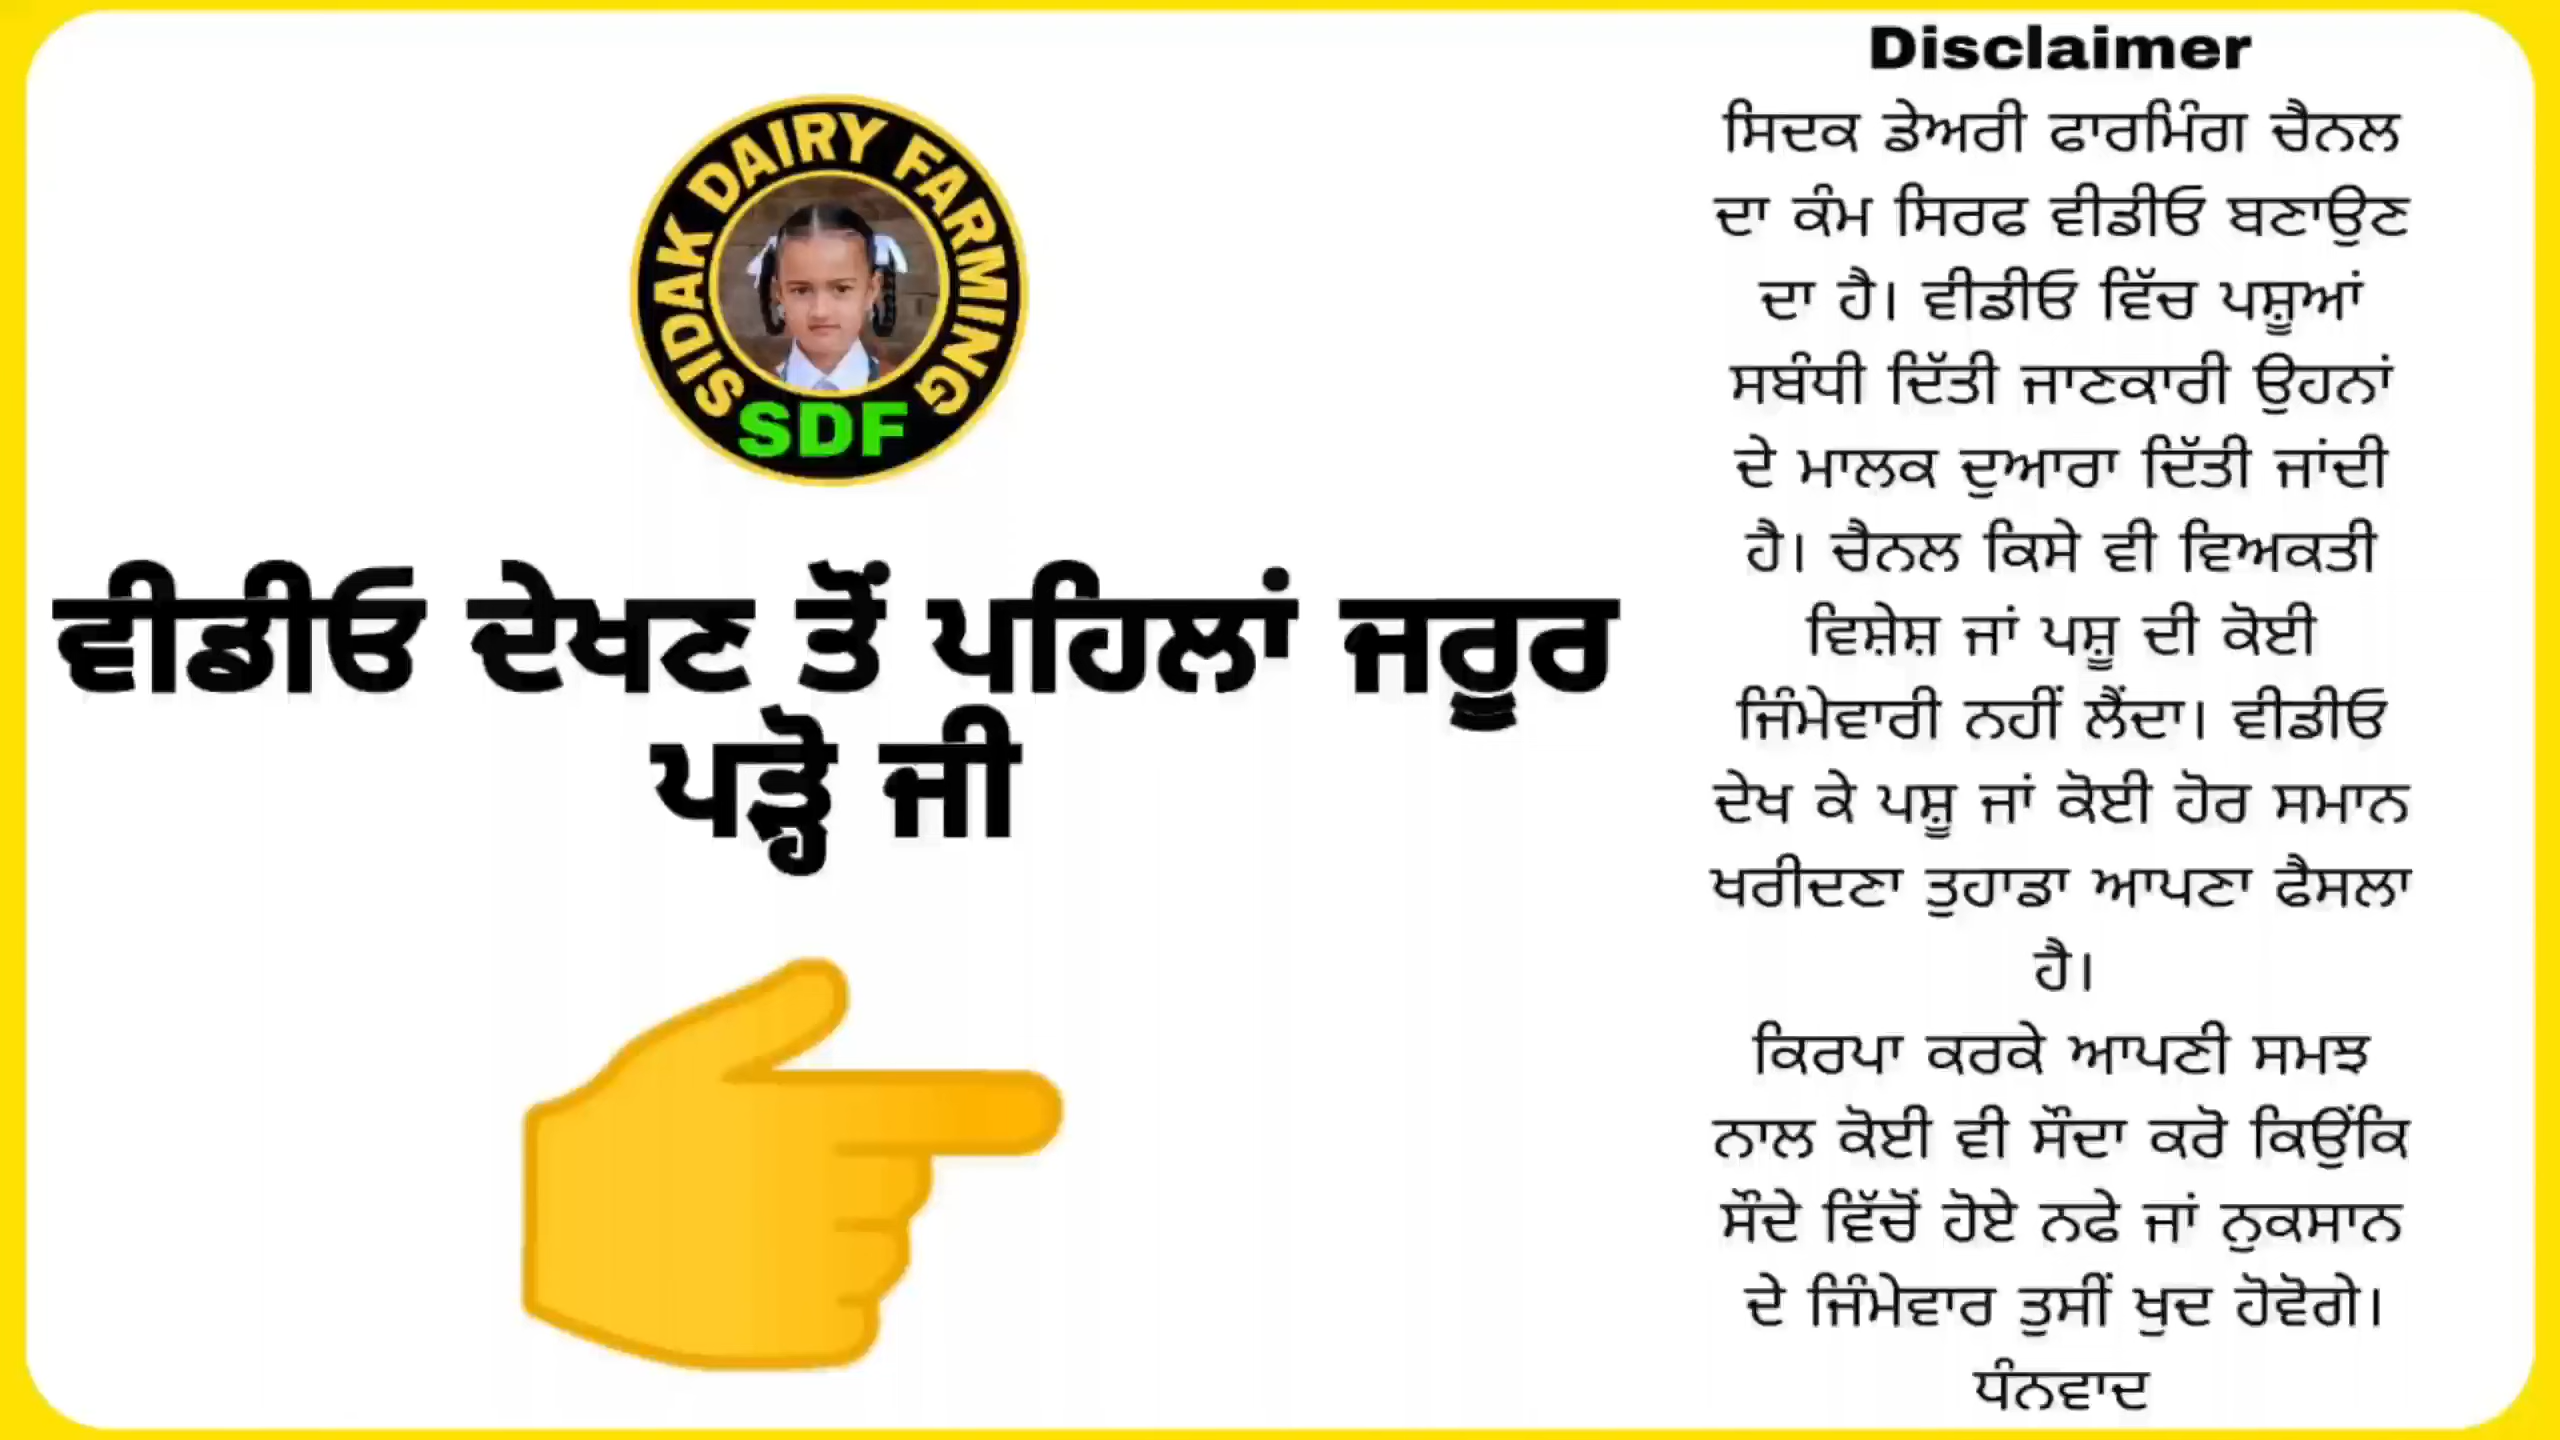 SIDAK DAIRY FARMING
SDF
ਵੀਡੀਓ ਦੇਖਣ ਤੋਂ ਪਹਿਲਾਂ ਜਰੂਰ
ਪੜ੍ਹੋ ਜੀ
Disclaimer
ਸਿਦਕ ਡੇਅਰੀ ਫਾਰਮਿੰਗ ਚੈਨਲ
ਦਾ ਕੰਮ ਸਿਰਫ ਵੀਡੀਓ ਬਣਾਉਣ
ਦਾ ਹੈ। ਵੀਡੀਓ ਵਿੱਚ ਪਸ਼ੂਆਂ
ਸਬੰਧੀ ਦਿੱਤੀ ਜਾਣਕਾਰੀ ਉਹਨਾਂ
ਦੇ ਮਾਲਕ ਦੁਆਰਾ ਦਿੱਤੀ ਜਾਂਦੀ
ਹੈ। ਚੈਨਲ ਕਿਸੇ ਵੀ ਵਿਅਕਤੀ
ਵਿਸ਼ੇਸ਼ ਜਾਂ ਪਸ਼ੂ ਦੀ ਕੋਈ
ਜਿੰਮੇਵਾਰੀ ਨਹੀਂ ਲੈਂਦਾ। ਵੀਡੀਓ
ਦੇਖ ਕੇ ਪਸ਼ੂ ਜਾਂ ਕੋਈ ਹੋਰ ਸਮਾਨ
ਖਰੀਦਣਾ ਤੁਹਾਡਾ ਆਪਣਾ ਫੈਸਲਾ
ਹੈ।
ਕਿਰਪਾ ਕਰਕੇ ਆਪਣੀ ਸਮਝ
ਨਾਲ ਕੋਈ ਵੀ ਸੌਦਾ ਕਰੋ ਕਿਉਂਕਿ
ਸੌਦੇ ਵਿੱਚੋਂ ਹੋਏ ਨਫੇ ਜਾਂ ਨੁਕਸਾਨ
ਦੇ ਜਿੰਮੇਵਾਰ ਤੁਸੀਂ ਖੁਦ ਹੋਵੋਗੇ।
ਧੰਨਵਾਦ